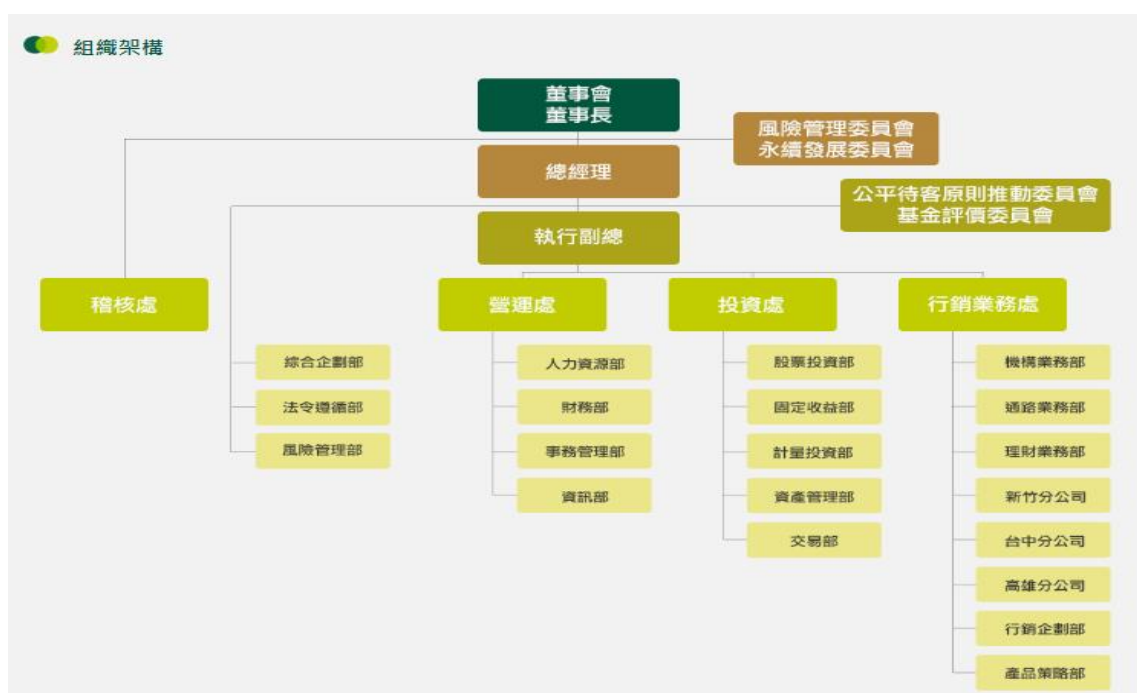 組織架構
董事會
董事長
風險管理委員會
永續發展委員會
總經理
公平待客原則推動委員會
基金評價委員會
執行副總
稽核處
營運處
投資處
行銷業務處
綜合企劃部
法令遵循部
風險管理部
人力資源部
財務部
事務管理部
資訊部
股票投資部
固定收益部
計量投資部
資產管理部
交易部
機構業務部
通路業務部
理財業務部
新竹分公司
台中分公司
高雄分公司
行銷企劃部
產品策略部